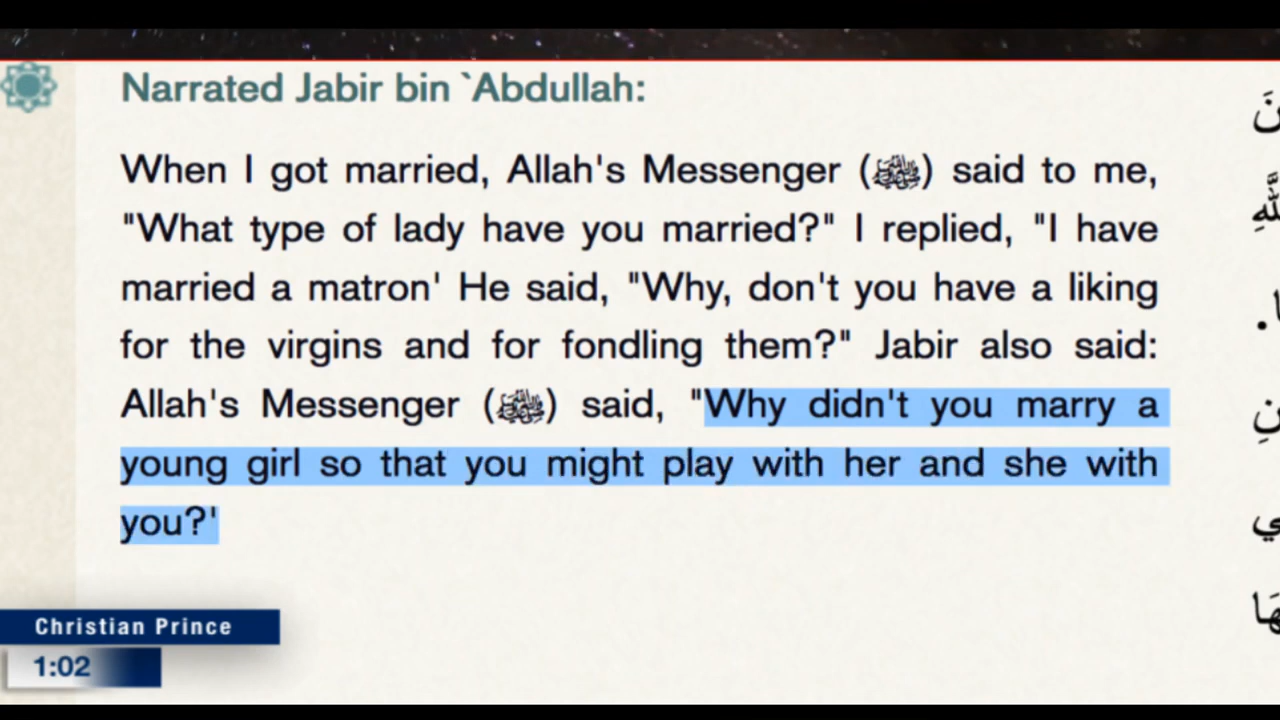 Narrated Jabir bin `Abdullah:
When I got married, Allah's Messenger (ﷺ) said to me,
"What type of lady have you married?" I replied, "I have
married a matron' He said, "Why, don't you have a liking
for the virgins and for fondling them?" Jabir also said:
Allah's Messenger (ﷺ) said, "Why didn't you marry a
young girl so that you might play with her and she with
you?'
Christian Prince
1:02